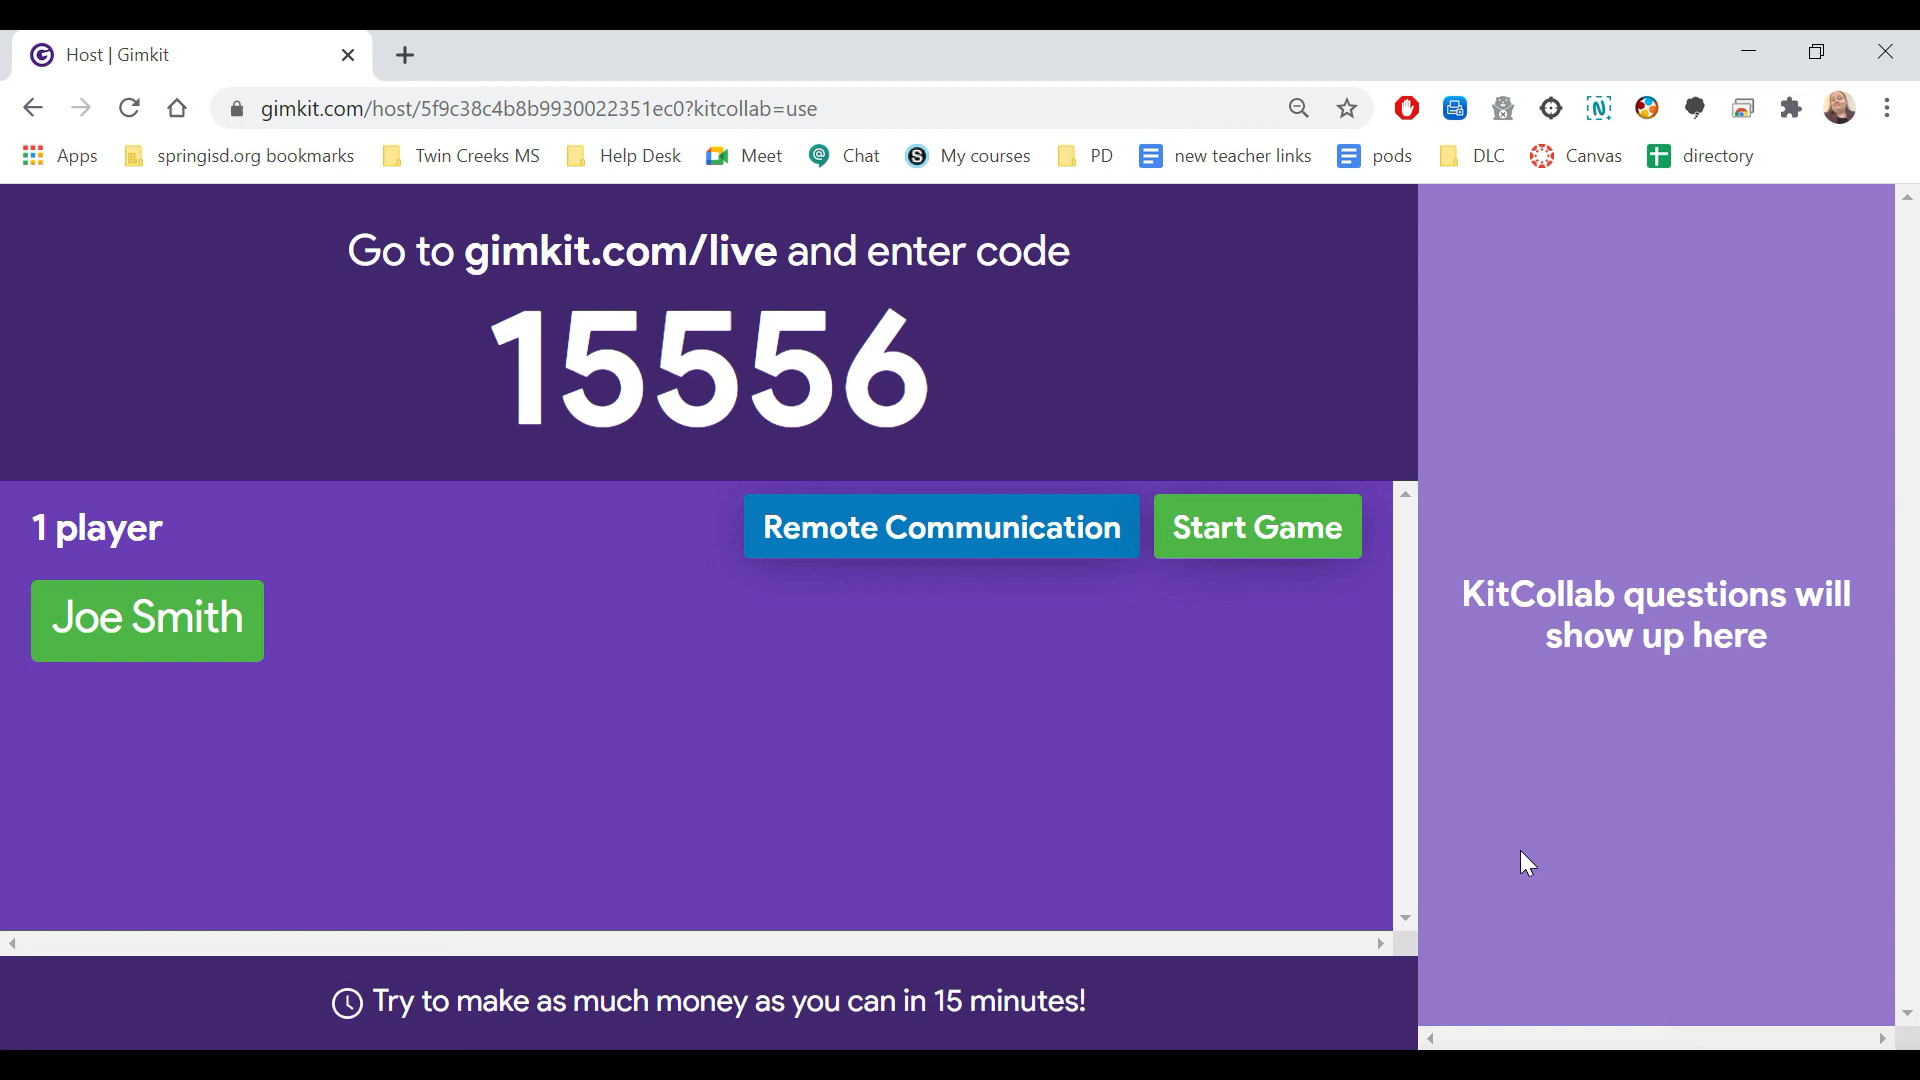 Host | Gimkit
gimkit.com/host/5f9c38c4b8b9930022351ec0?kitcollab=use
Apps springisd.org bookmarks Twin Creeks MS Help Desk Meet Chat My courses PD new teacher links pods DLC Canvas directory
Go to gimkit.com/live and enter code
15556
1 player
Remote Communication
Start Game
Joe Smith
KitCollab questions will
show up here
Try to make as much money as you can in 15 minutes!